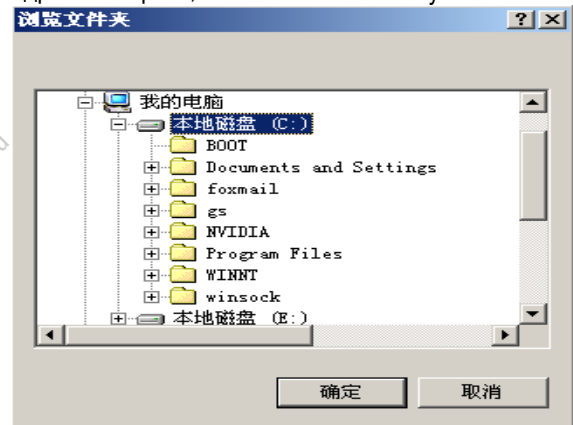 浏览文件夹
我的电脑
本地磁盘 (C:)
BOOT
Documents and Settings
foxmail
gs
NVIDIA
Program Files
WINNT
winsock
本地磁盘 (E:)
确定
取消